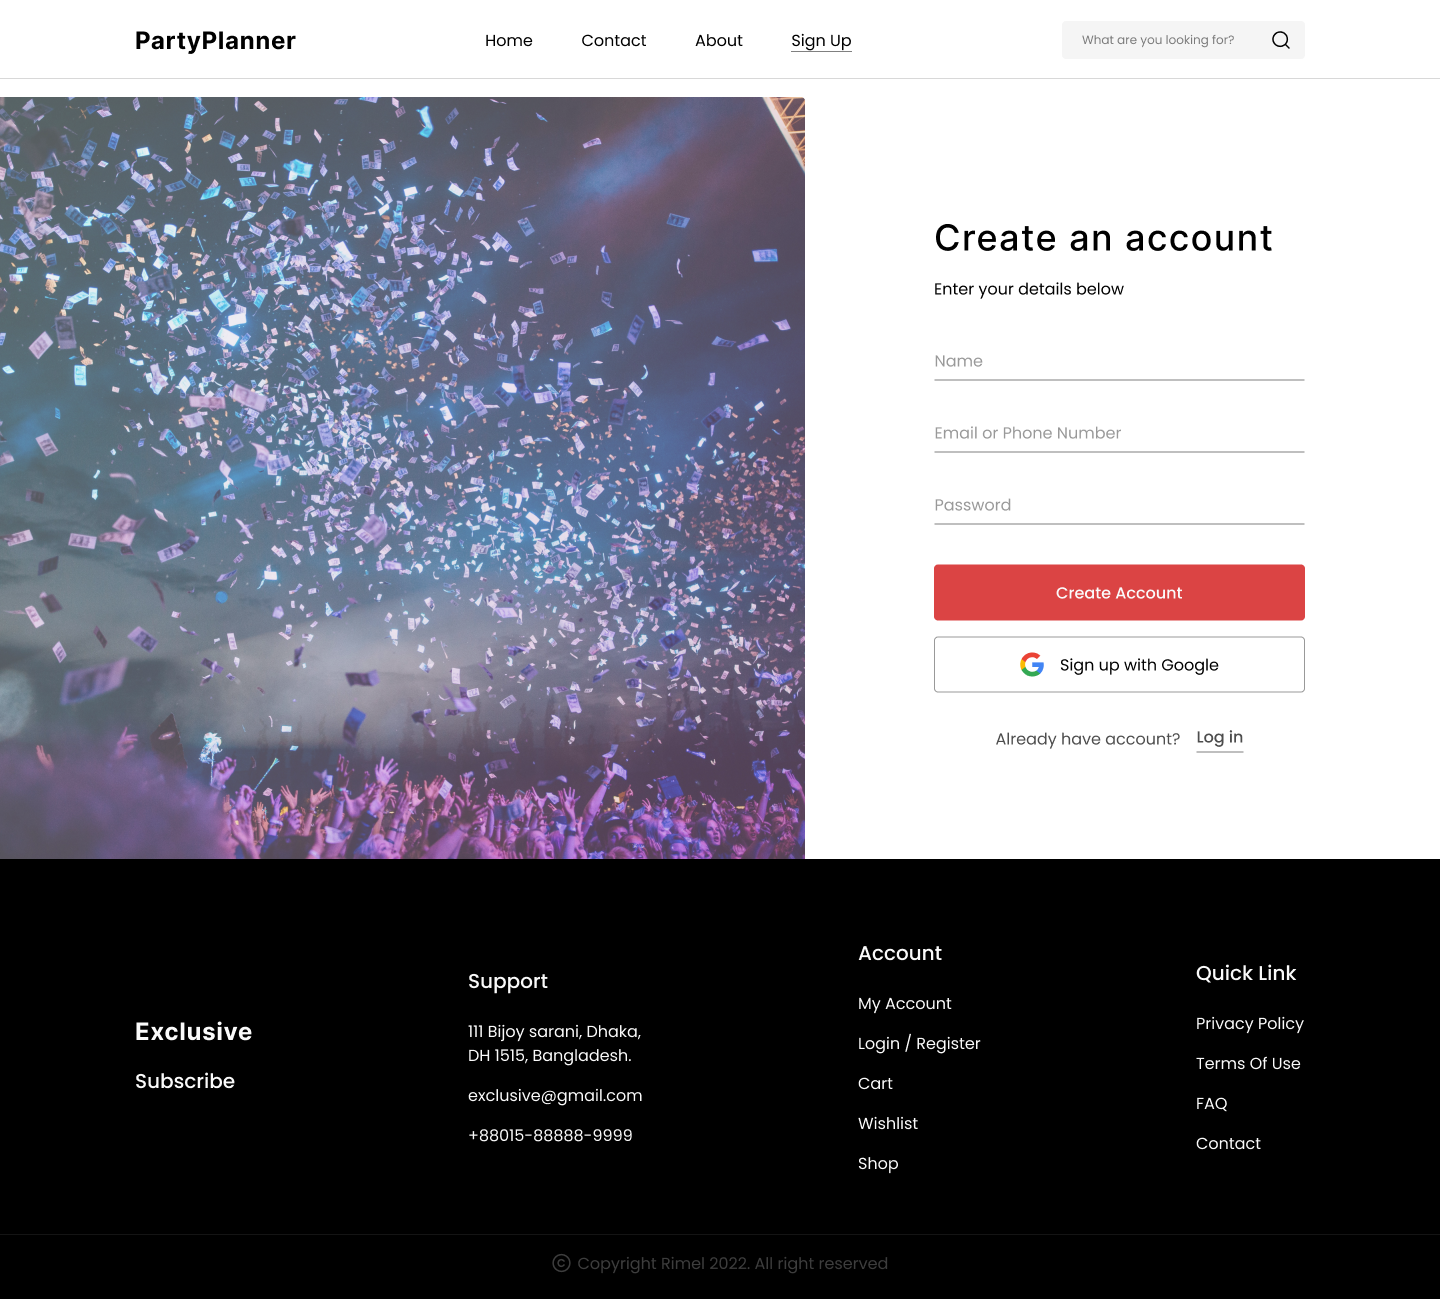 PartyPlanner
Home
Contact
About
Sign Up
What are you looking for?
Create an account
Enter your details below
Name
Email or Phone Number
Password
Create Account
Sign up with Google
Already have account?
Log in
Exclusive
Subscribe
Support
111 Bijoy sarani, Dhaka,
DH 1515, Bangladesh.
exclusive@gmail.com
+88015-88888-9999
Account
My Account
Login / Register
Cart
Wishlist
Shop
Quick Link
Privacy Policy
Terms Of Use
FAQ
Contact
© Copyright Rimel 2022. All right reserved